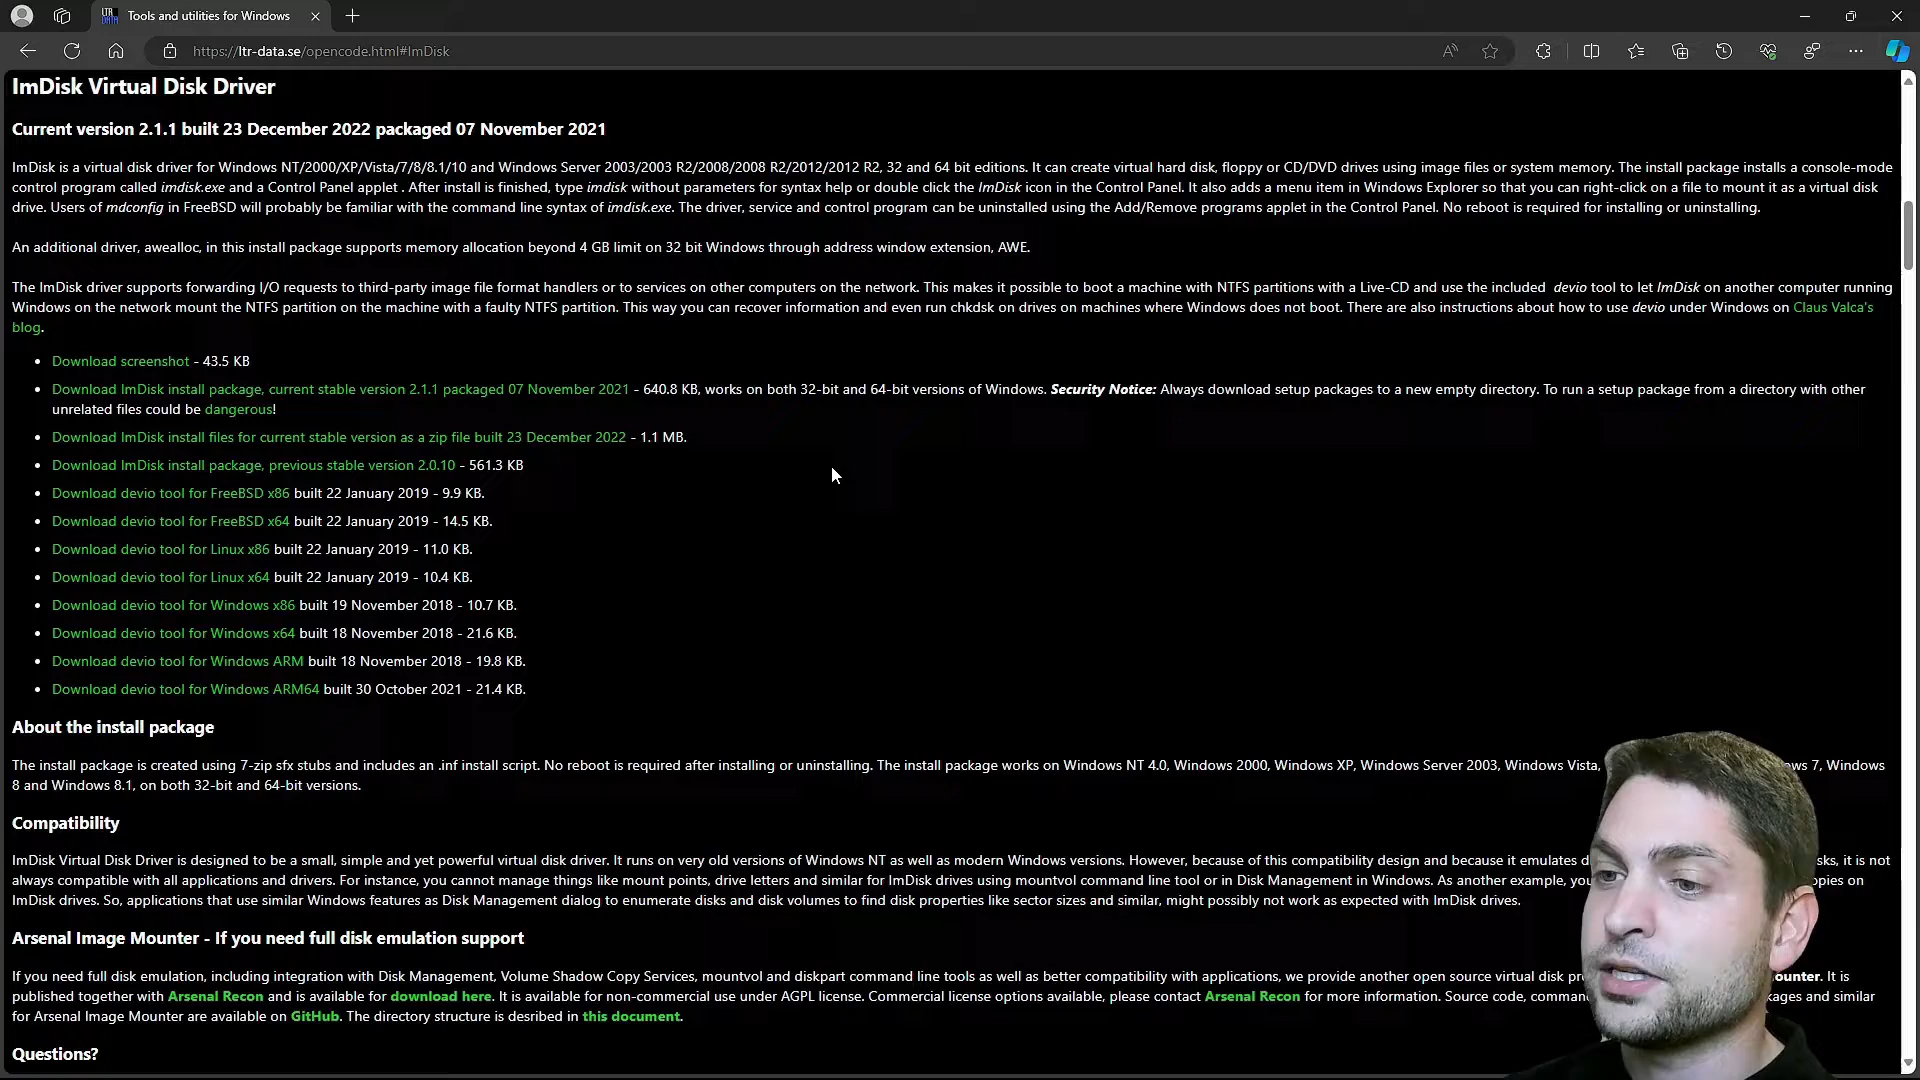 Tools and utilities for Windows
https://ltr-data.se/opencode.html#ImDisk
ImDisk Virtual Disk Driver
Current version 2.1.1 built 23 December 2022 packaged 07 November 2021
ImDisk is a virtual disk driver for Windows NT/2000/XP/Vista/7/8/8.1/10 and Windows Server 2003/2003 R2/2008/2008 R2/2012/2012 R2, 32 and 64 bit editions. It can create virtual hard disk, floppy or CD/DVD drives using image files or system memory. The install package installs a console-mode
control program called imdisk.exe and a Control Panel applet . After install is finished, type imdisk without parameters for syntax help or double click the ImDisk icon in the Control Panel. It also adds a menu item in Windows Explorer so that you can right-click on a file to mount it as a virtual disk
drive. Users of mdconfig in FreeBSD will probably be familiar with the command line syntax of imdisk.exe. The driver, service and control program can be uninstalled using the Add/Remove programs applet in the Control Panel. No reboot is required for installing or uninstalling.
An additional driver, awealloc, in this install package supports memory allocation beyond 4 GB limit on 32 bit Windows through address window extension, AWE.
The ImDisk driver supports forwarding I/O requests to third-party image file format handlers or to services on other computers on the network. This makes it possible to boot a machine with NTFS partitions with a Live-CD and use the included devio tool to let ImDisk on another computer running
Windows on the network mount the NTFS partition on the machine with a faulty NTFS partition. This way you can recover information and even run chkdsk on drives on machines where Windows does not boot. There are also instructions about how to use devio under Windows on Claus Valca's
blog.
• Download screenshot - 43.5 KB
• Download ImDisk install package, current stable version 2.1.1 packaged 07 November 2021 - 640.8 KB, works on both 32-bit and 64-bit versions of Windows. Security Notice: Always download setup packages to a new empty directory. To run a setup package from a directory with other
unrelated files could be dangerous!
• Download ImDisk install files for current stable version as a zip file built 23 December 2022 - 1.1 MB.
• Download ImDisk install package, previous stable version 2.0.10 - 561.3 KB
• Download devio tool for FreeBSD x86 built 22 January 2019 - 9.9 KB.
• Download devio tool for FreeBSD x64 built 22 January 2019 - 14.5 KB.
• Download devio tool for Linux x86 built 22 January 2019 - 11.0 KB.
• Download devio tool for Linux x64 built 22 January 2019 - 10.4 KB.
• Download devio tool for Windows x86 built 19 November 2018 - 10.7 KB.
• Download devio tool for Windows x64 built 18 November 2018 - 21.6 KB.
• Download devio tool for Windows ARM built 18 November 2018 - 19.8 KB.
• Download devio tool for Windows ARM64 built 30 October 2021 - 21.4 KB.
About the install package
The install package is created using 7-zip sfx stubs and includes an .inf install script. No reboot is required after installing or uninstalling. The install package works on Windows NT 4.0, Windows 2000, Windows XP, Windows Server 2003, Windows Vista, ows 7, Windows
8 and Windows 8.1, on both 32-bit and 64-bit versions.
Compatibility
ImDisk Virtual Disk Driver is designed to be a small, simple and yet powerful virtual disk driver. It runs on very old versions of Windows NT as well as modern Windows versions. However, because of this compatibility design and because it emulates d sks, it is not
always compatible with all applications and drivers. For instance, you cannot manage things like mount points, drive letters and similar for ImDisk drives using mountvol command line tool or in Disk Management in Windows. As another example, you opies on
ImDisk drives. So, applications that use similar Windows features as Disk Management dialog to enumerate disks and disk volumes to find disk properties like sector sizes and similar, might possibly not work as expected with ImDisk drives.
Arsenal Image Mounter - If you need full disk emulation support
If you need full disk emulation, including integration with Disk Management, Volume Shadow Copy Services, mountvol and diskpart command line tools as well as better compatibility with applications, we provide another open source virtual disk pr ounter. It is
published together with Arsenal Recon and is available for download here. It is available for non-commercial use under AGPL license. Commercial license options available, please contact Arsenal Recon for more information. Source code, comman kages and similar
for Arsenal Image Mounter are available on GitHub. The directory structure is desribed in this document.
Questions?